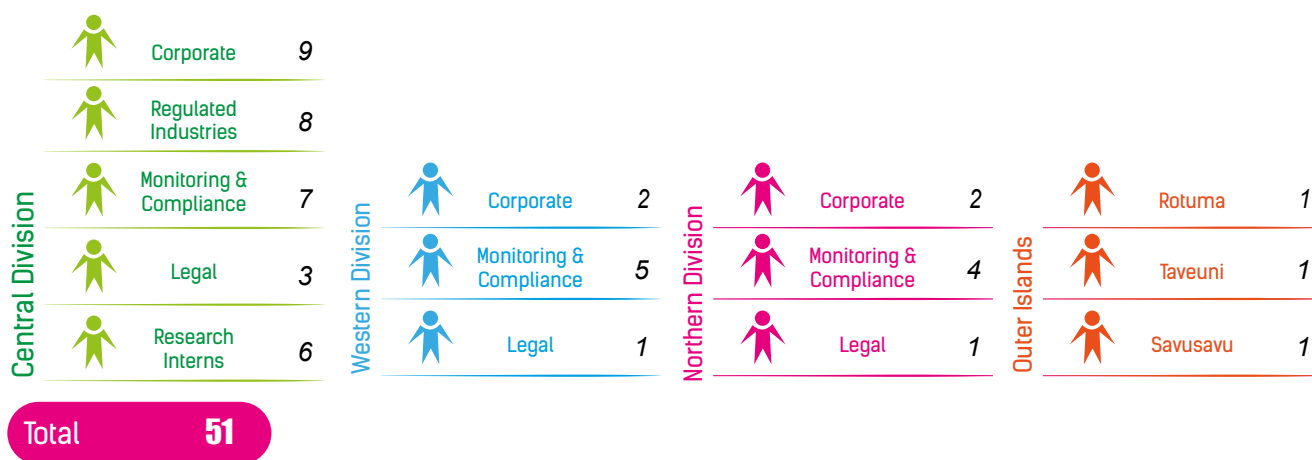 Central Division
Corporate 9
Regulated
Industries 8
Monitoring &
Compliance 7
Legal 3
Research
Interns 6
Western Division
Corporate 2
Monitoring &
Compliance 5
Legal 1
Northern Division
Corporate 2
Monitoring &
Compliance 4
Legal 1
Outer Islands
Rotuma 1
Taveuni 1
Savusavu 1
Total 51